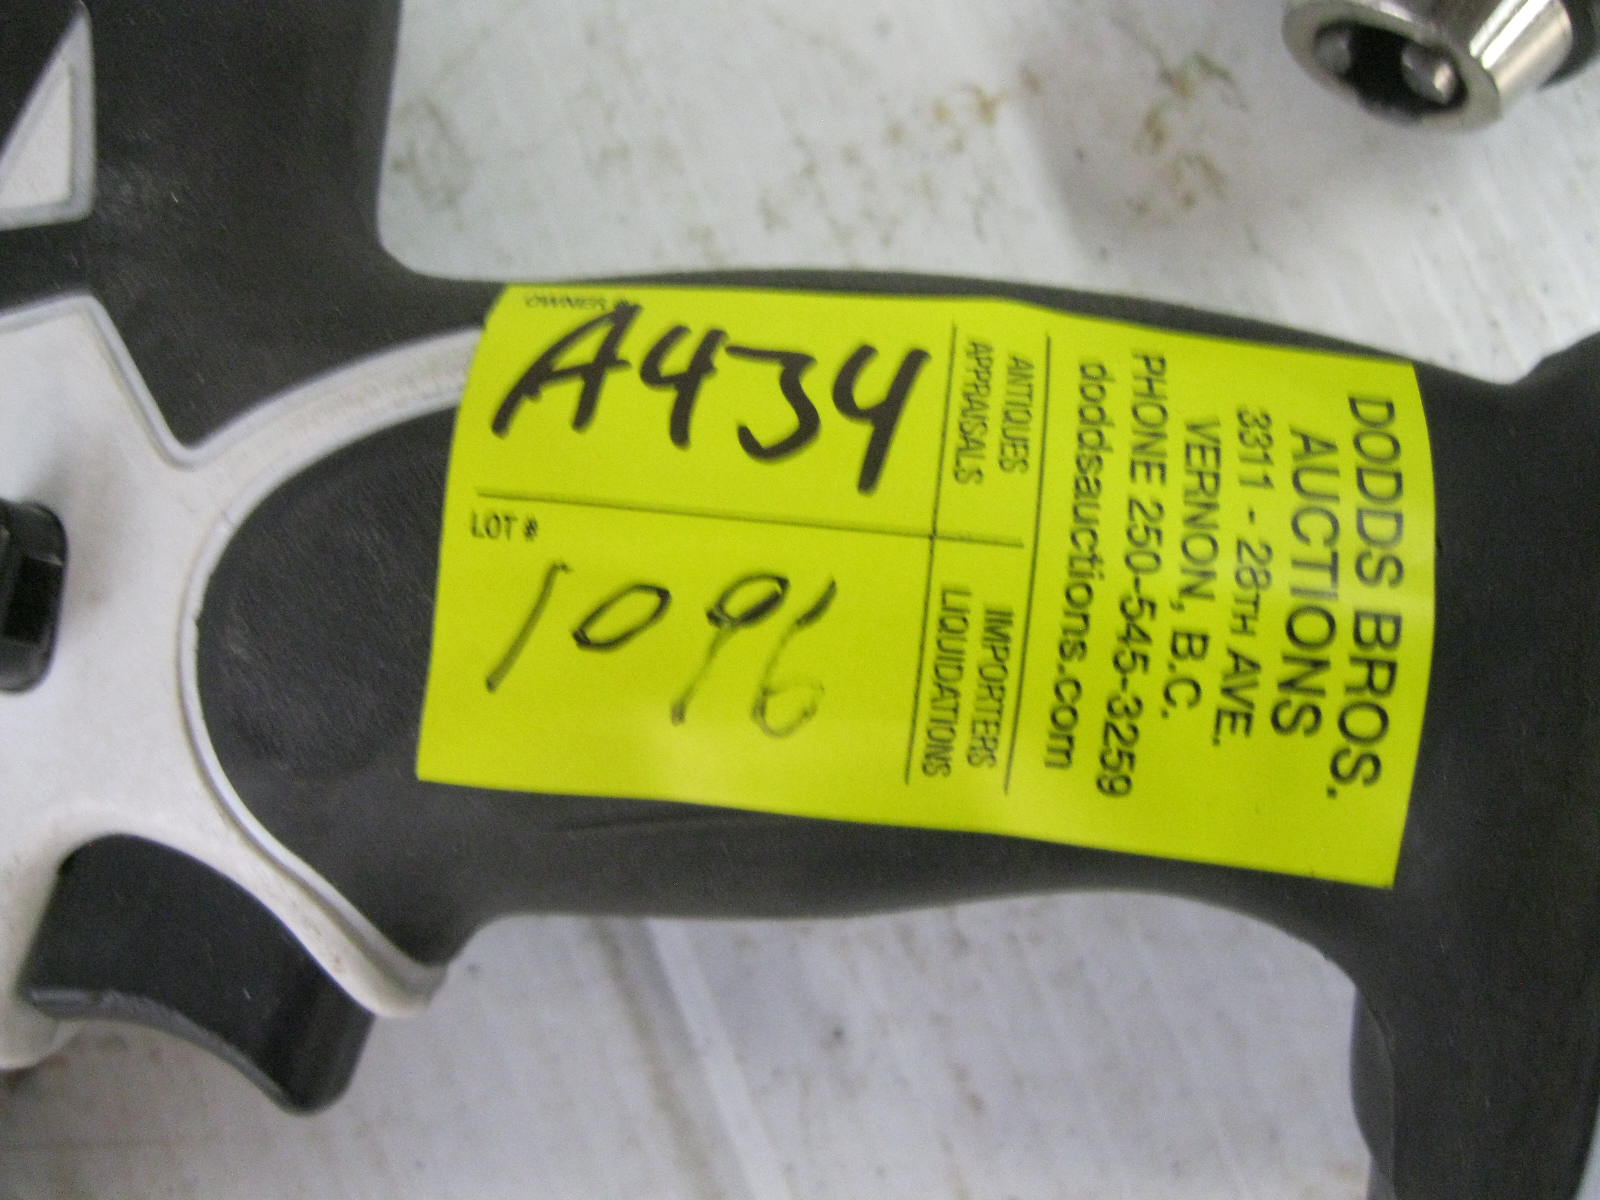 OWNER #
A434
LOT #
1096
ANTIQUES
APPRAISALS
IMPORTERS
LIQUIDATIONS
DODDS BROS.
AUCTIONS
3311 - 28TH AVE.
VERNON, B.C.
PHONE 250-545-3259
doddsauctions.com